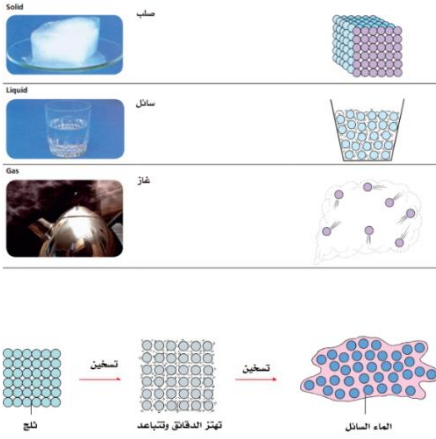 Solid
صلب
Liquid
سائل
Gas
غاز
تسخين
تسخين
ثلج
تهتز الدقائق وتتباعد
الماء السائل